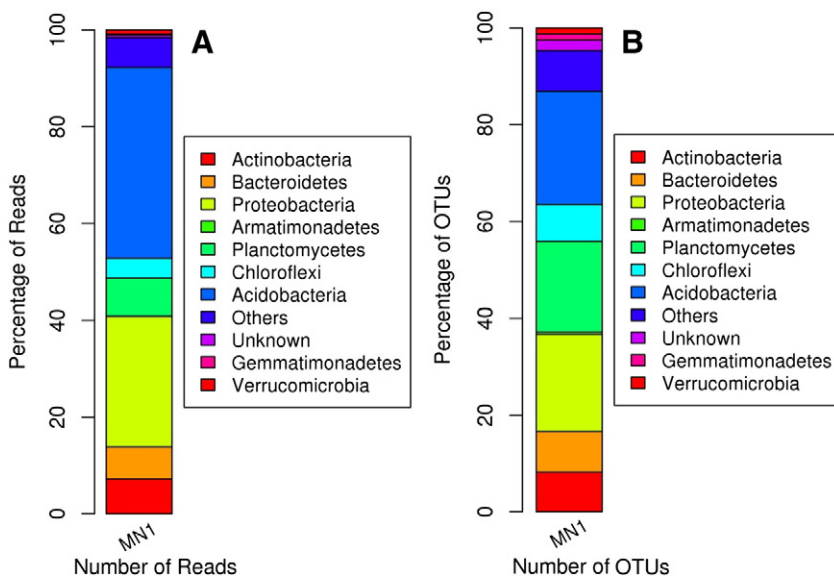 A
Percentage of Reads
100
80
60
40
20
0
Actinobacteria
Bacteroidetes
Proteobacteria
Armatimonadetes
Planctomycetes
Chloroflexi
Acidobacteria
Others
Unknown
Gemmatimonadetes
Verrucomicrobia
MN1
Number of Reads
B
Percentage of OTUs
100
80
60
40
20
0
Actinobacteria
Bacteroidetes
Proteobacteria
Armatimonadetes
Planctomycetes
Chloroflexi
Acidobacteria
Others
Unknown
Gemmatimonadetes
Verrucomicrobia
MN1
Number of OTUs